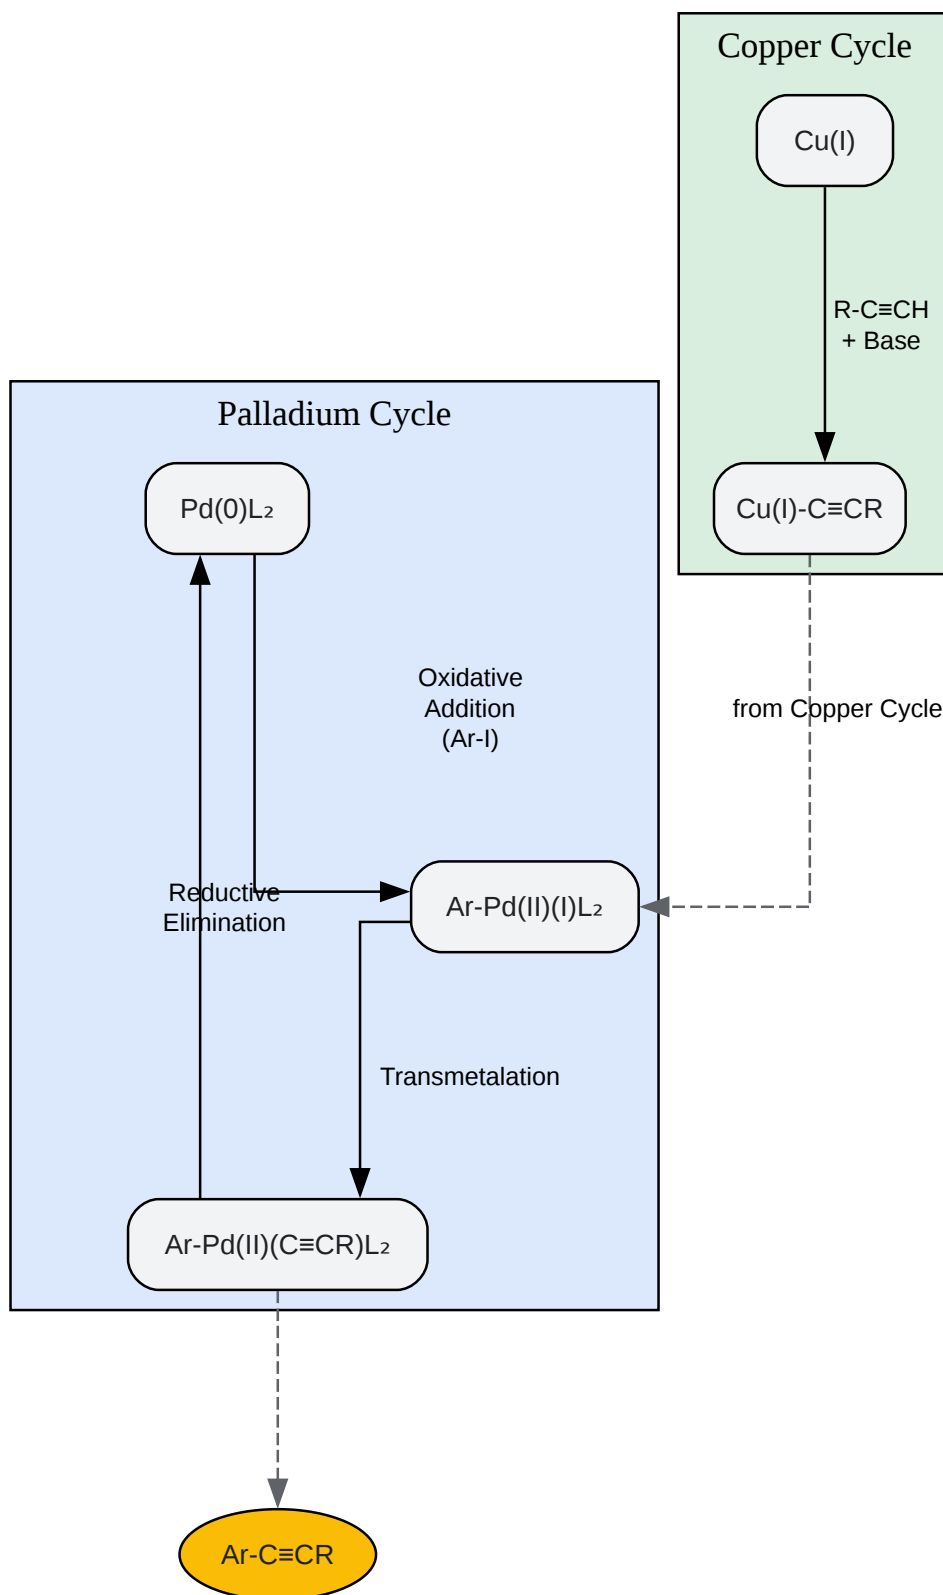 Copper Cycle
Cu(I)
R-C≡CH
+ Base
Cu(I)-C≡CR
from Copper Cycle
Palladium Cycle
Pd(0)L₂
Oxidative
Addition
(Ar-I)
Reductive
Elimination
Ar-Pd(II)(I)L₂
Transmetalation
Ar-Pd(II)(C≡CR)L₂
Ar-C≡CR